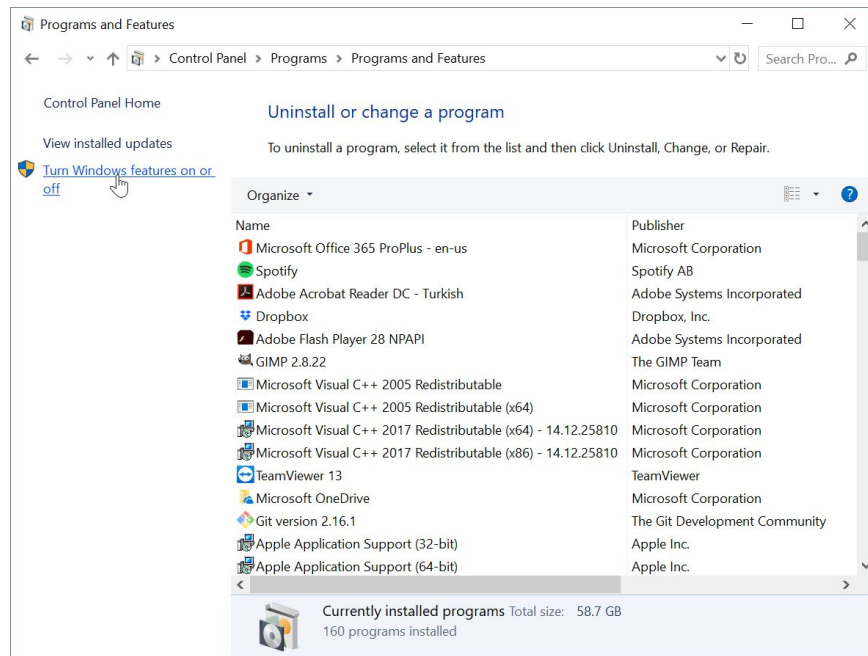 Programs and Features
Control Panel > Programs > Programs and Features
Search Pro...
Control Panel Home
View installed updates
Turn Windows features on or
off
Uninstall or change a program
To uninstall a program, select it from the list and then click Uninstall, Change, or Repair.
Organize
Name Publisher
Microsoft Office 365 ProPlus - en-us Microsoft Corporation
Spotify Spotify AB
Adobe Acrobat Reader DC - Turkish Adobe Systems Incorporated
Dropbox Dropbox, Inc.
Adobe Flash Player 28 NPAPI Adobe Systems Incorporated
GIMP 2.8.22 The GIMP Team
Microsoft Visual C++ 2005 Redistributable Microsoft Corporation
Microsoft Visual C++ 2005 Redistributable (x64) Microsoft Corporation
Microsoft Visual C++ 2017 Redistributable (x64) - 14.12.25810 Microsoft Corporation
Microsoft Visual C++ 2017 Redistributable (x86) - 14.12.25810 Microsoft Corporation
TeamViewer 13 TeamViewer
Microsoft OneDrive Microsoft Corporation
Git version 2.16.1 The Git Development Community
Apple Application Support (32-bit) Apple Inc.
Apple Application Support (64-bit) Apple Inc.
Currently installed programs Total size: 58.7 GB
160 programs installed